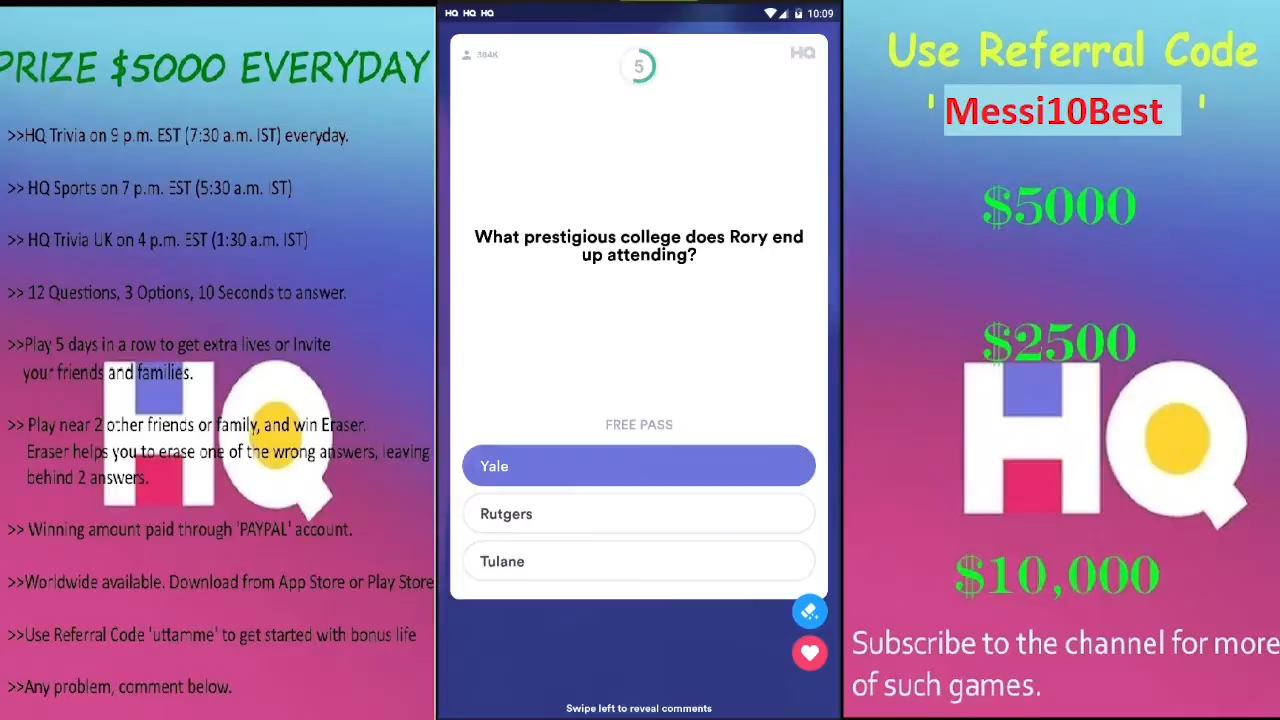 PRIZE $5000 EVERYDAY
>>HQ Trivia on 9 p.m. EST (7:30 a.m. IST) everyday.
>> HQ Sports on 7 p.m. EST (5:30 a.m. IST)
>> HQ Trivia UK on 4 p.m. EST (1:30 a.m. IST)
>> 12 Questions, 3 Options, 10 Seconds to answer.
>>Play 5 days in a row to get extra lives or Invite
your friends and families.
>> Play near 2 other friends or family, and win Eraser.
Eraser helps you to erase one of the wrong answers, leaving
behind 2 answers.
>> Winning amount paid through 'PAYPAL' account.
>>Worldwide available. Download from App Store or Play Store
>>Use Referral Code 'uttamme' to get started with bonus life
>>Any problem, comment below.
HQ
HQ HQ HQ
10:09
384K
5
HQ
What prestigious college does Rory end
up attending?
FREE PASS
Yale
Rutgers
Tulane
Swipe left to reveal comments
Use Referral Code
' Messi10Best '
$5000
$2500
HQ
$10,000
Subscribe to the channel for more
of such games.